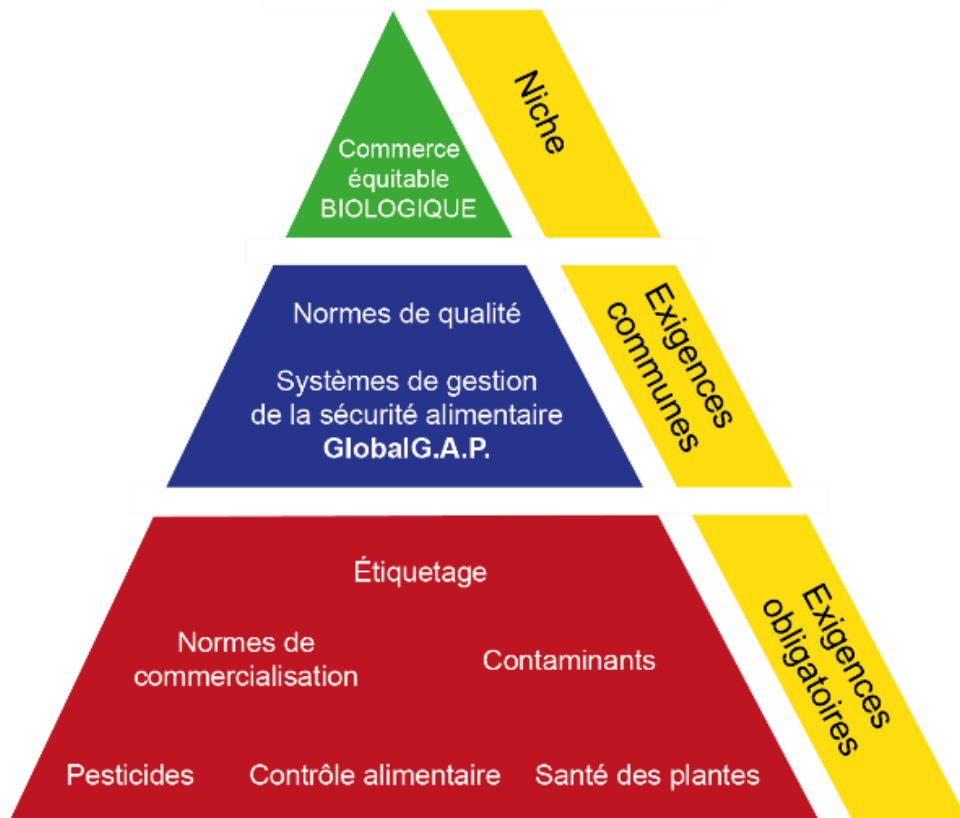 Commerce
équitable
BIOLOGIQUE
Niche
Normes de qualité
Systèmes de gestion
de la sécurité alimentaire
GlobalG.A.P.
Exigences
communes
Étiquetage
Normes de
commercialisation
Contaminants
Pesticides
Contrôle alimentaire
Santé des plantes
Exigences
obligatoires